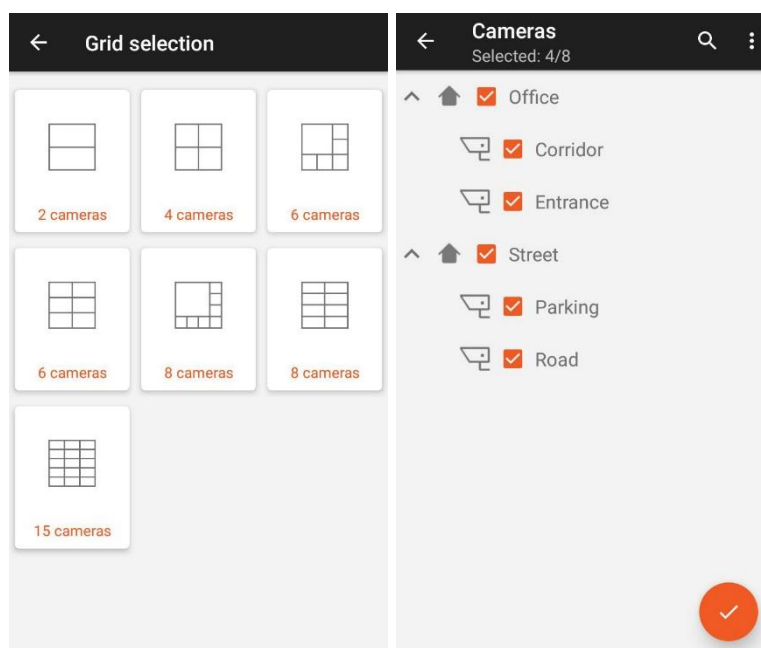 Grid selection
2 cameras
4 cameras
6 cameras
6 cameras
8 cameras
8 cameras
15 cameras
Cameras
Selected: 4/8
Office
Corridor
Entrance
Street
Parking
Road